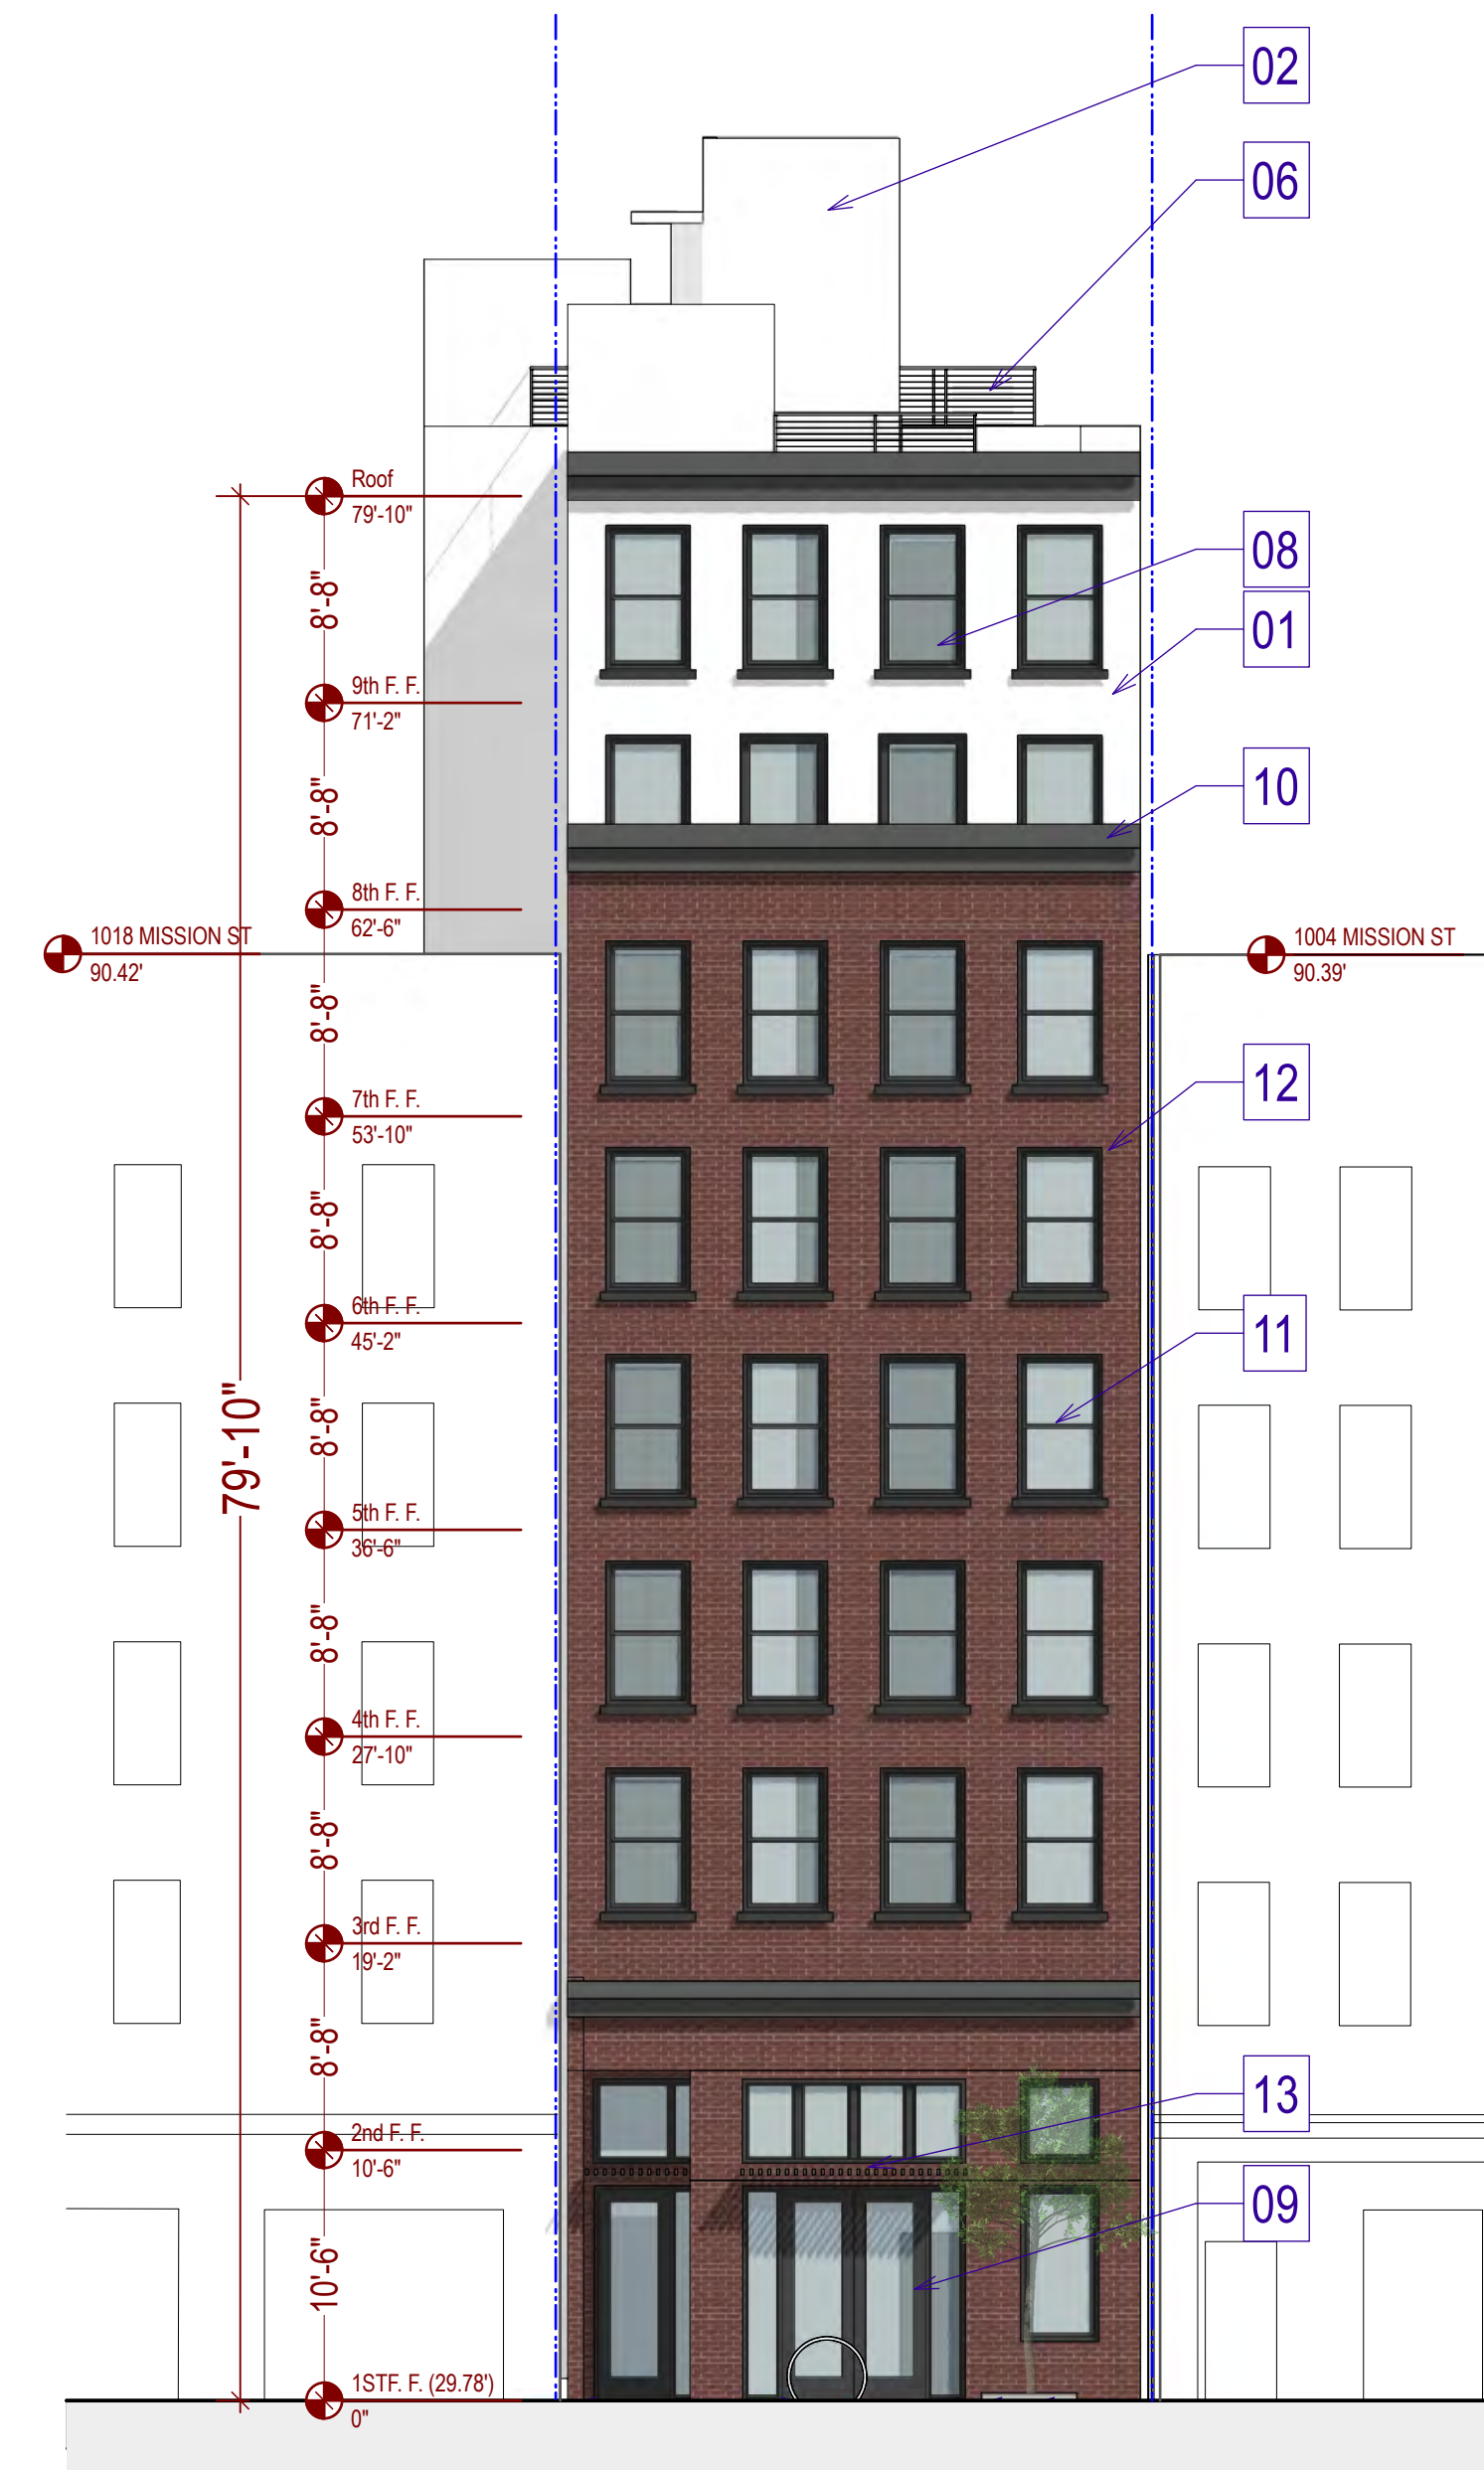 02
06
Roof
79'-10"
8'-8"
08
01
9th F. F.
71'-2"
8'-8"
10
8th F. F.
62'-6"
1018 MISSION ST
90.42'
1004 MISSION ST
90.39'
8'-8"
12
7th F. F.
53'-10"
8'-8"
6th F. F.
45'-2"
11
79'-10"
8'-8"
5th F. F.
36'-6"
8'-8"
4th F. F.
27'-10"
8'-8"
3rd F. F.
19'-2"
8'-8"
13
2nd F. F.
10'-6"
09
10'-6"
1STF. F. (29.78')
0"